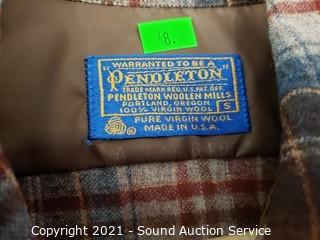 18.
WARRANTED TO BE A
"PENDLETON"
TRADE MARK REG. U.S. PAT. OFF.
PENDLETON WOOLEN MILLS
PORTLAND, OREGON
100% VIRGIN WOOL S
PURE VIRGIN WOOL
MADE IN U.S.A.
Copyright 2021 - Sound Auction Service